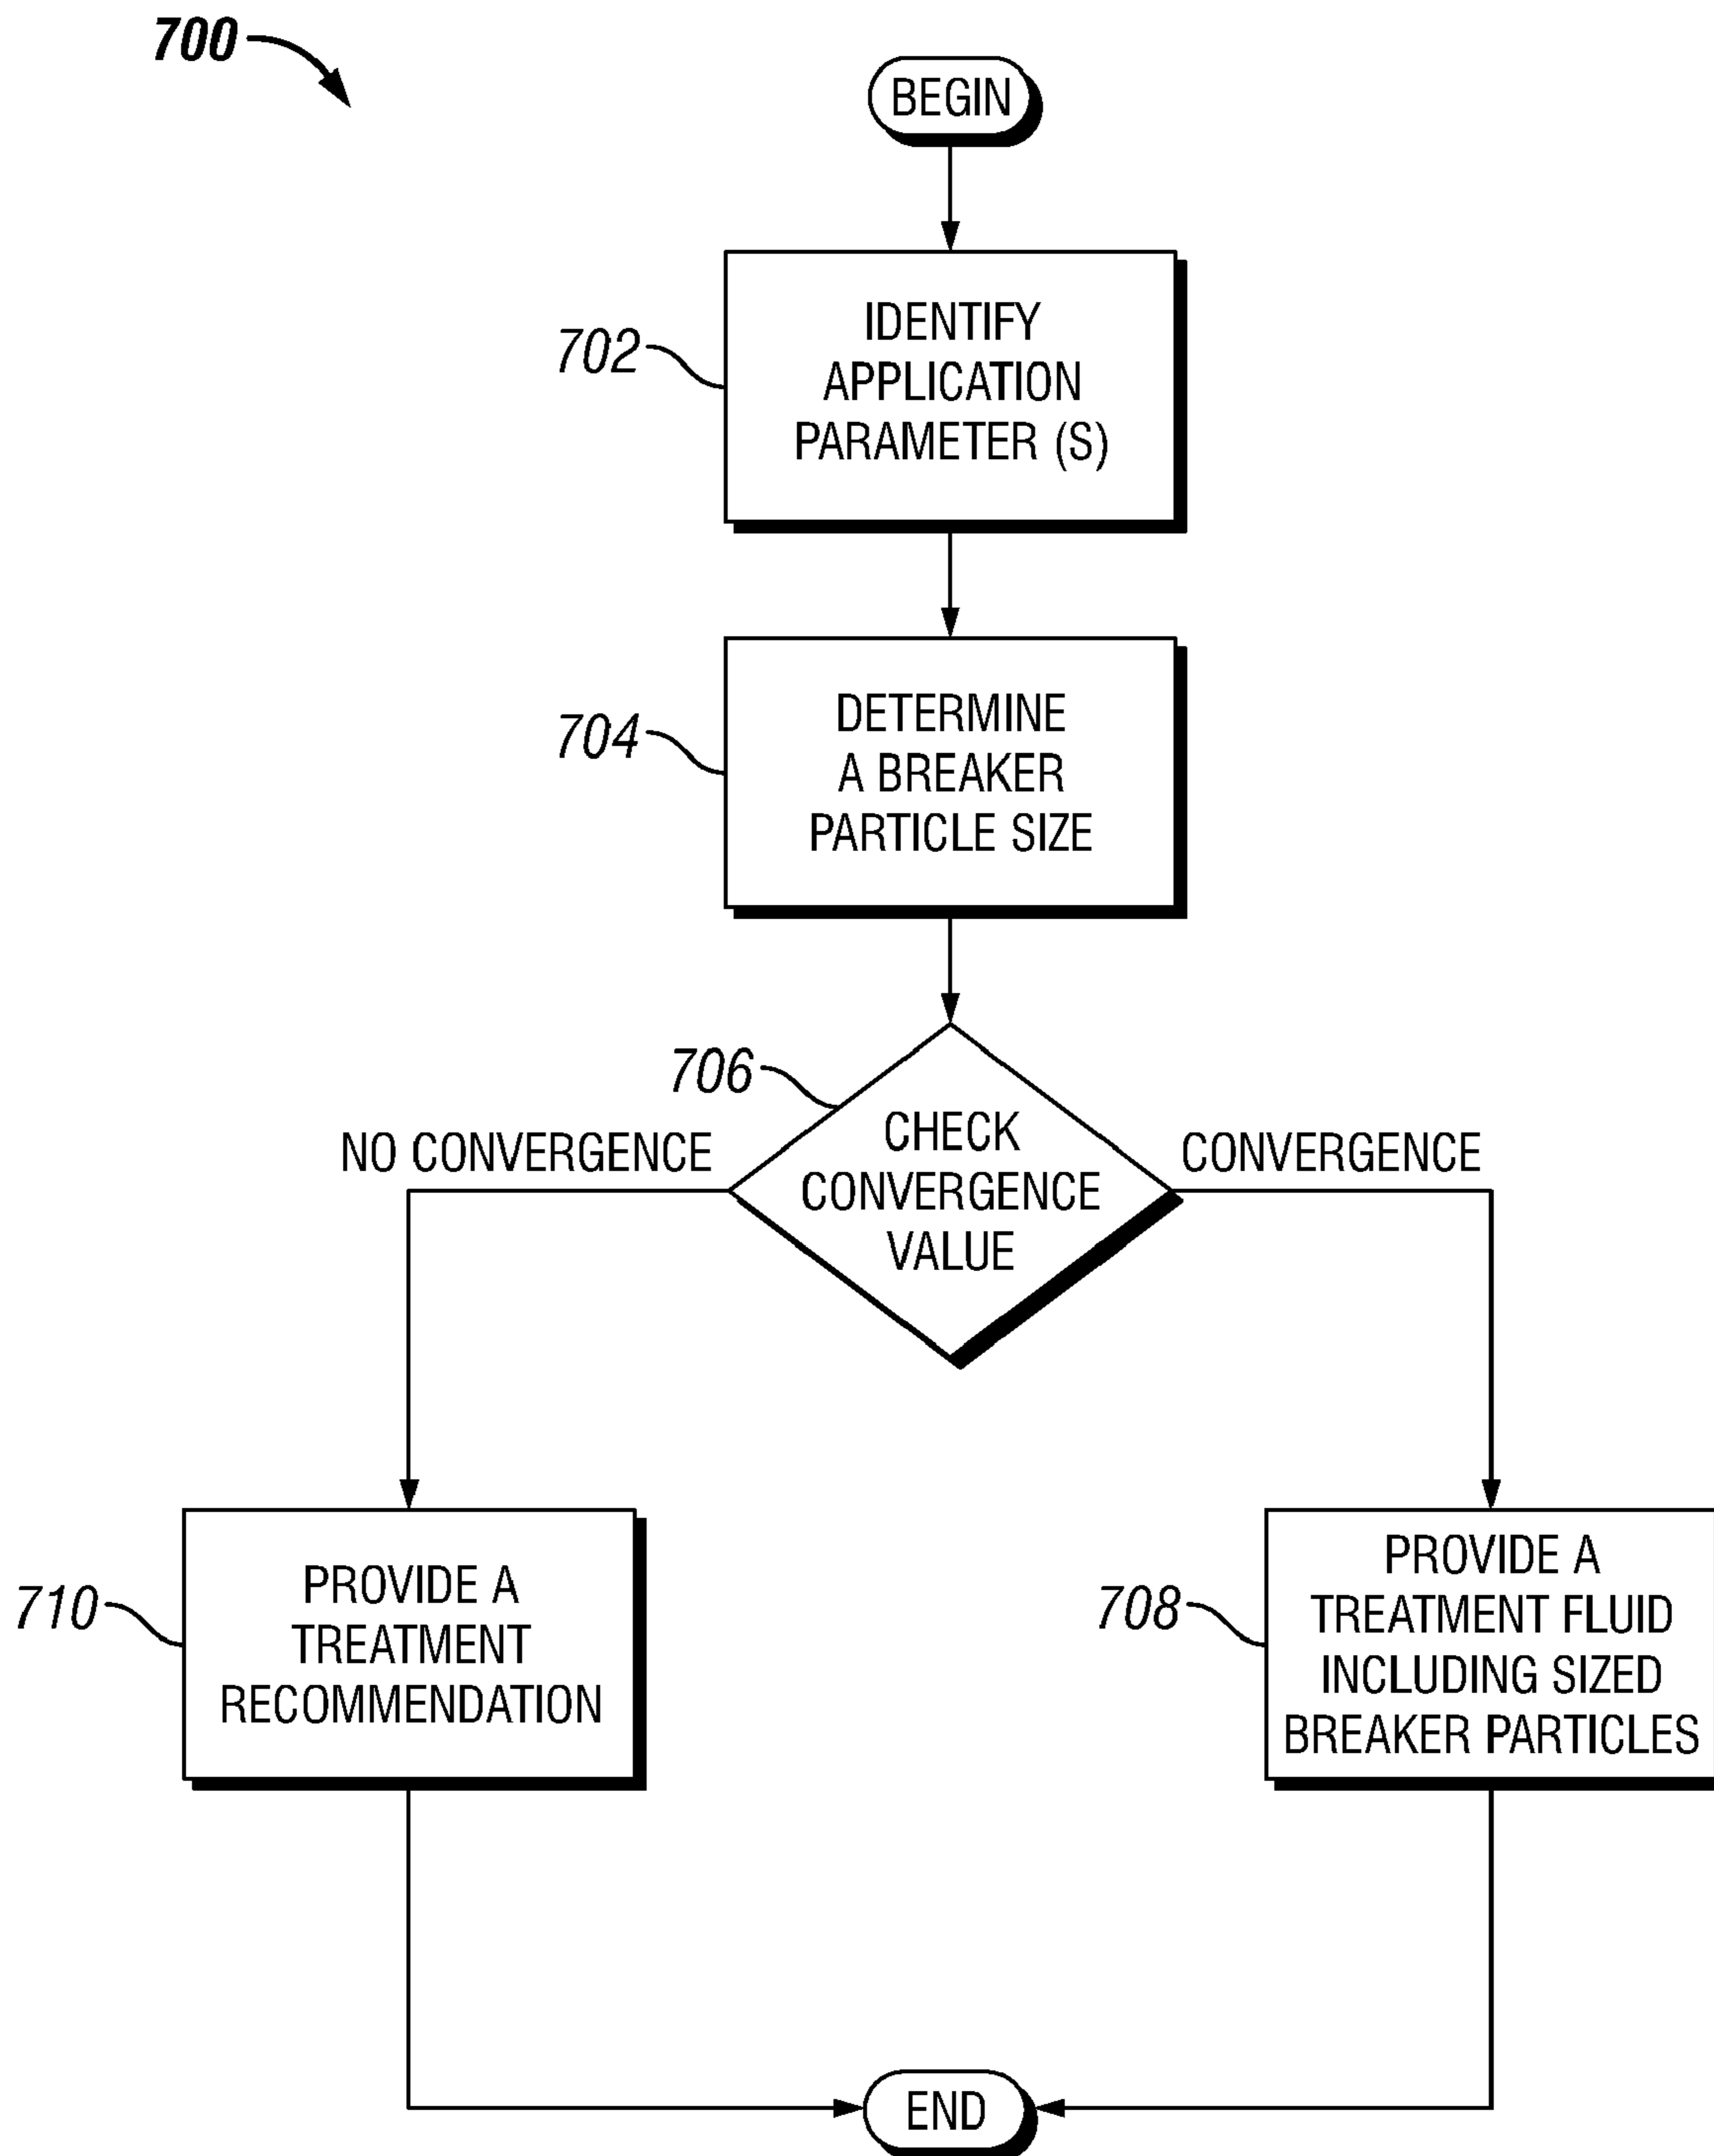 700
BEGIN
702
IDENTIFY
APPLICATION
PARAMETER (S)
704
DETERMINE
A BREAKER
PARTICLE SIZE
706
CHECK
CONVERGENCE
VALUE
NO CONVERGENCE
CONVERGENCE
710
PROVIDE A
TREATMENT
RECOMMENDATION
708
PROVIDE A
TREATMENT FLUID
INCLUDING SIZED
BREAKER PARTICLES
END